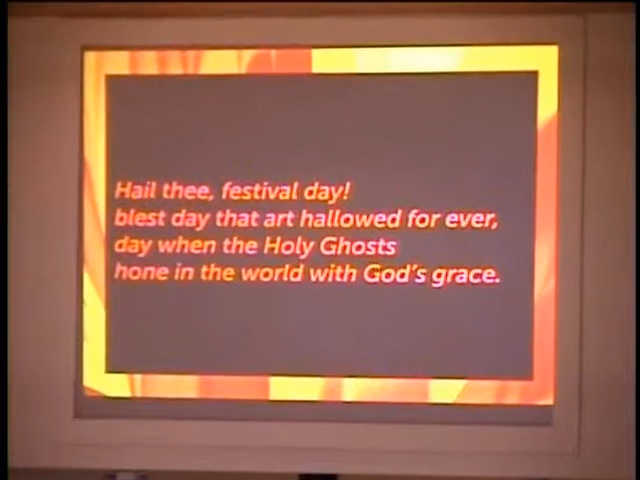 Hail thee, festival day!
blest day that art hallowed for ever,
day when the Holy Ghosts
hone in the world with God's grace.